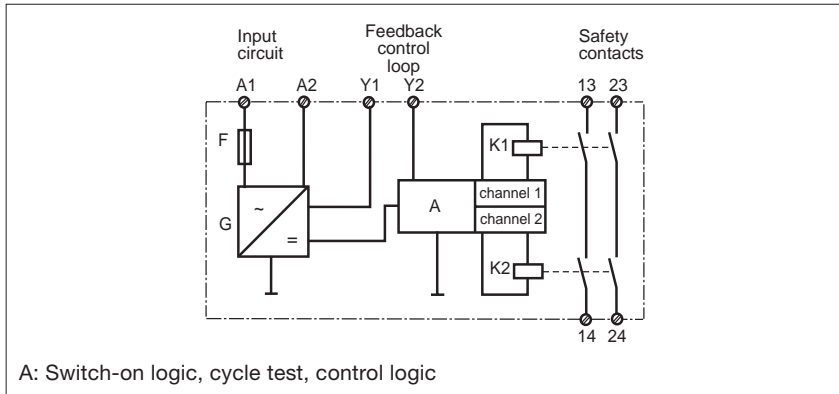 Input
circuit
Feedback
control
loop
Safety
contacts
A1 A2 Y1 Y2 13 23
F
K1
channel 1
A
channel 2
G
~
=
K2
14 24
A: Switch-on logic, cycle test, control logic